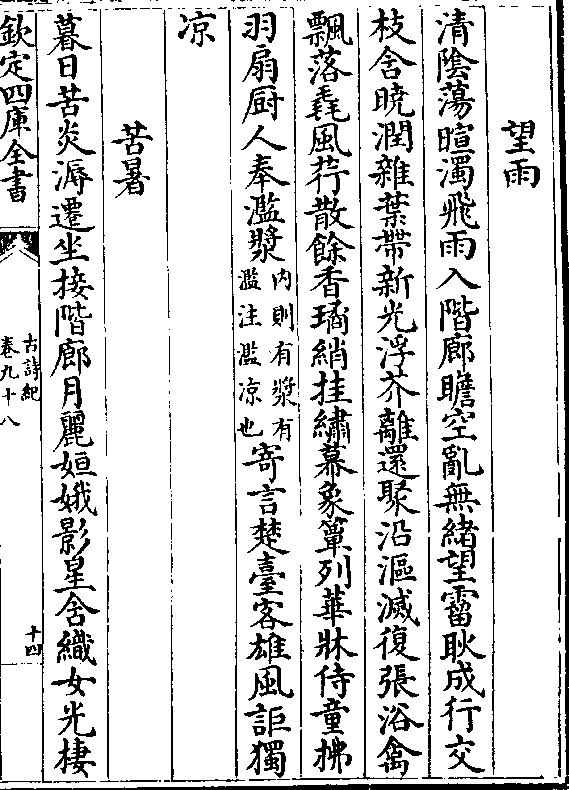 望雨
清陰蕩暄濁飛雨入階廊瞻空亂無緒望霤耿成行交
枝含暁潤雜葉帶新光浮芥離還聚沿漚滅復張浴禽
飄落毳風荇散餘香璚綃挂繡幕象簟列華牀侍童拂
羽扇厨人奉濫漿內則有漿有濫注濫凉也寄言楚臺客雄風詎獨
凉
苦暑
暮日苦炎溽遷坐接階廊月麗姮娥影星含織女光棲
欽定四庫全書
古詩紀
卷九十八
十四